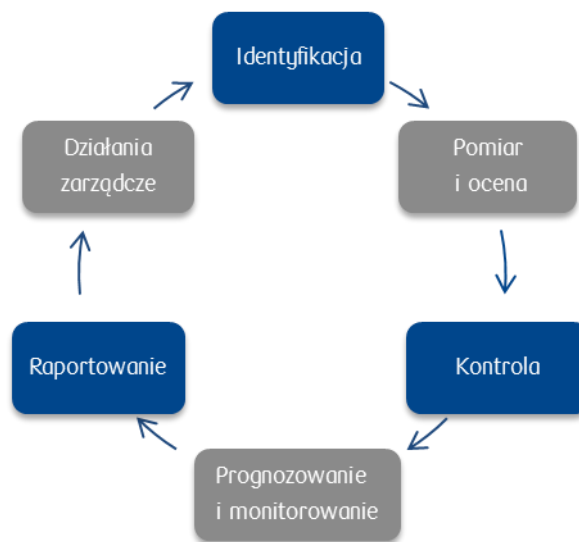 Identyfikacja
Pomiar
i ocena
Kontrola
Prognozowanie
i monitorowanie
Raportowanie
Działania
zarządcze